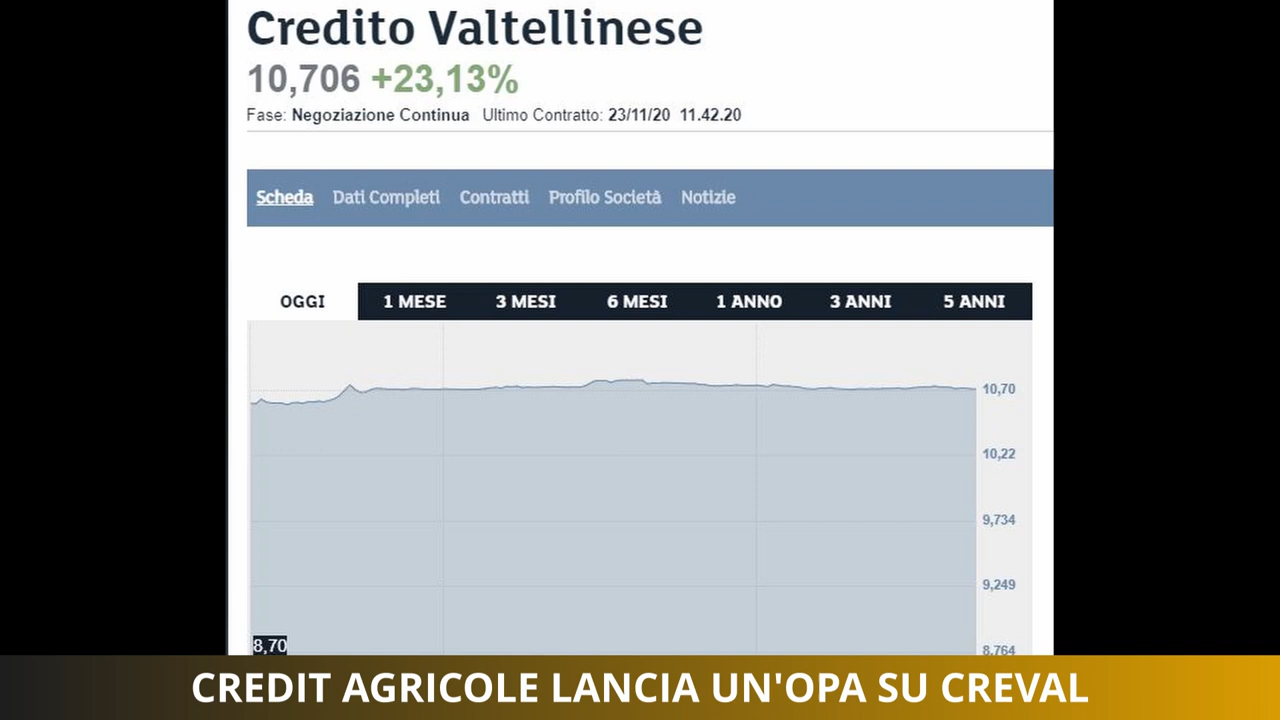 Credito Valtellinese
10,706 +23,13%
Fase: Negoziazione Continua Ultimo Contratto: 23/11/20 11.42.20
Scheda Dati Completi Contratti Profilo Società Notizie
OGGI 1 MESE 3 MESI 6 MESI 1 ANNO 3 ANNI 5 ANNI
10,70
10,22
9,734
9,249
8,70
8,764
CREDIT AGRICOLE LANCIA UN'OPA SU CREVAL